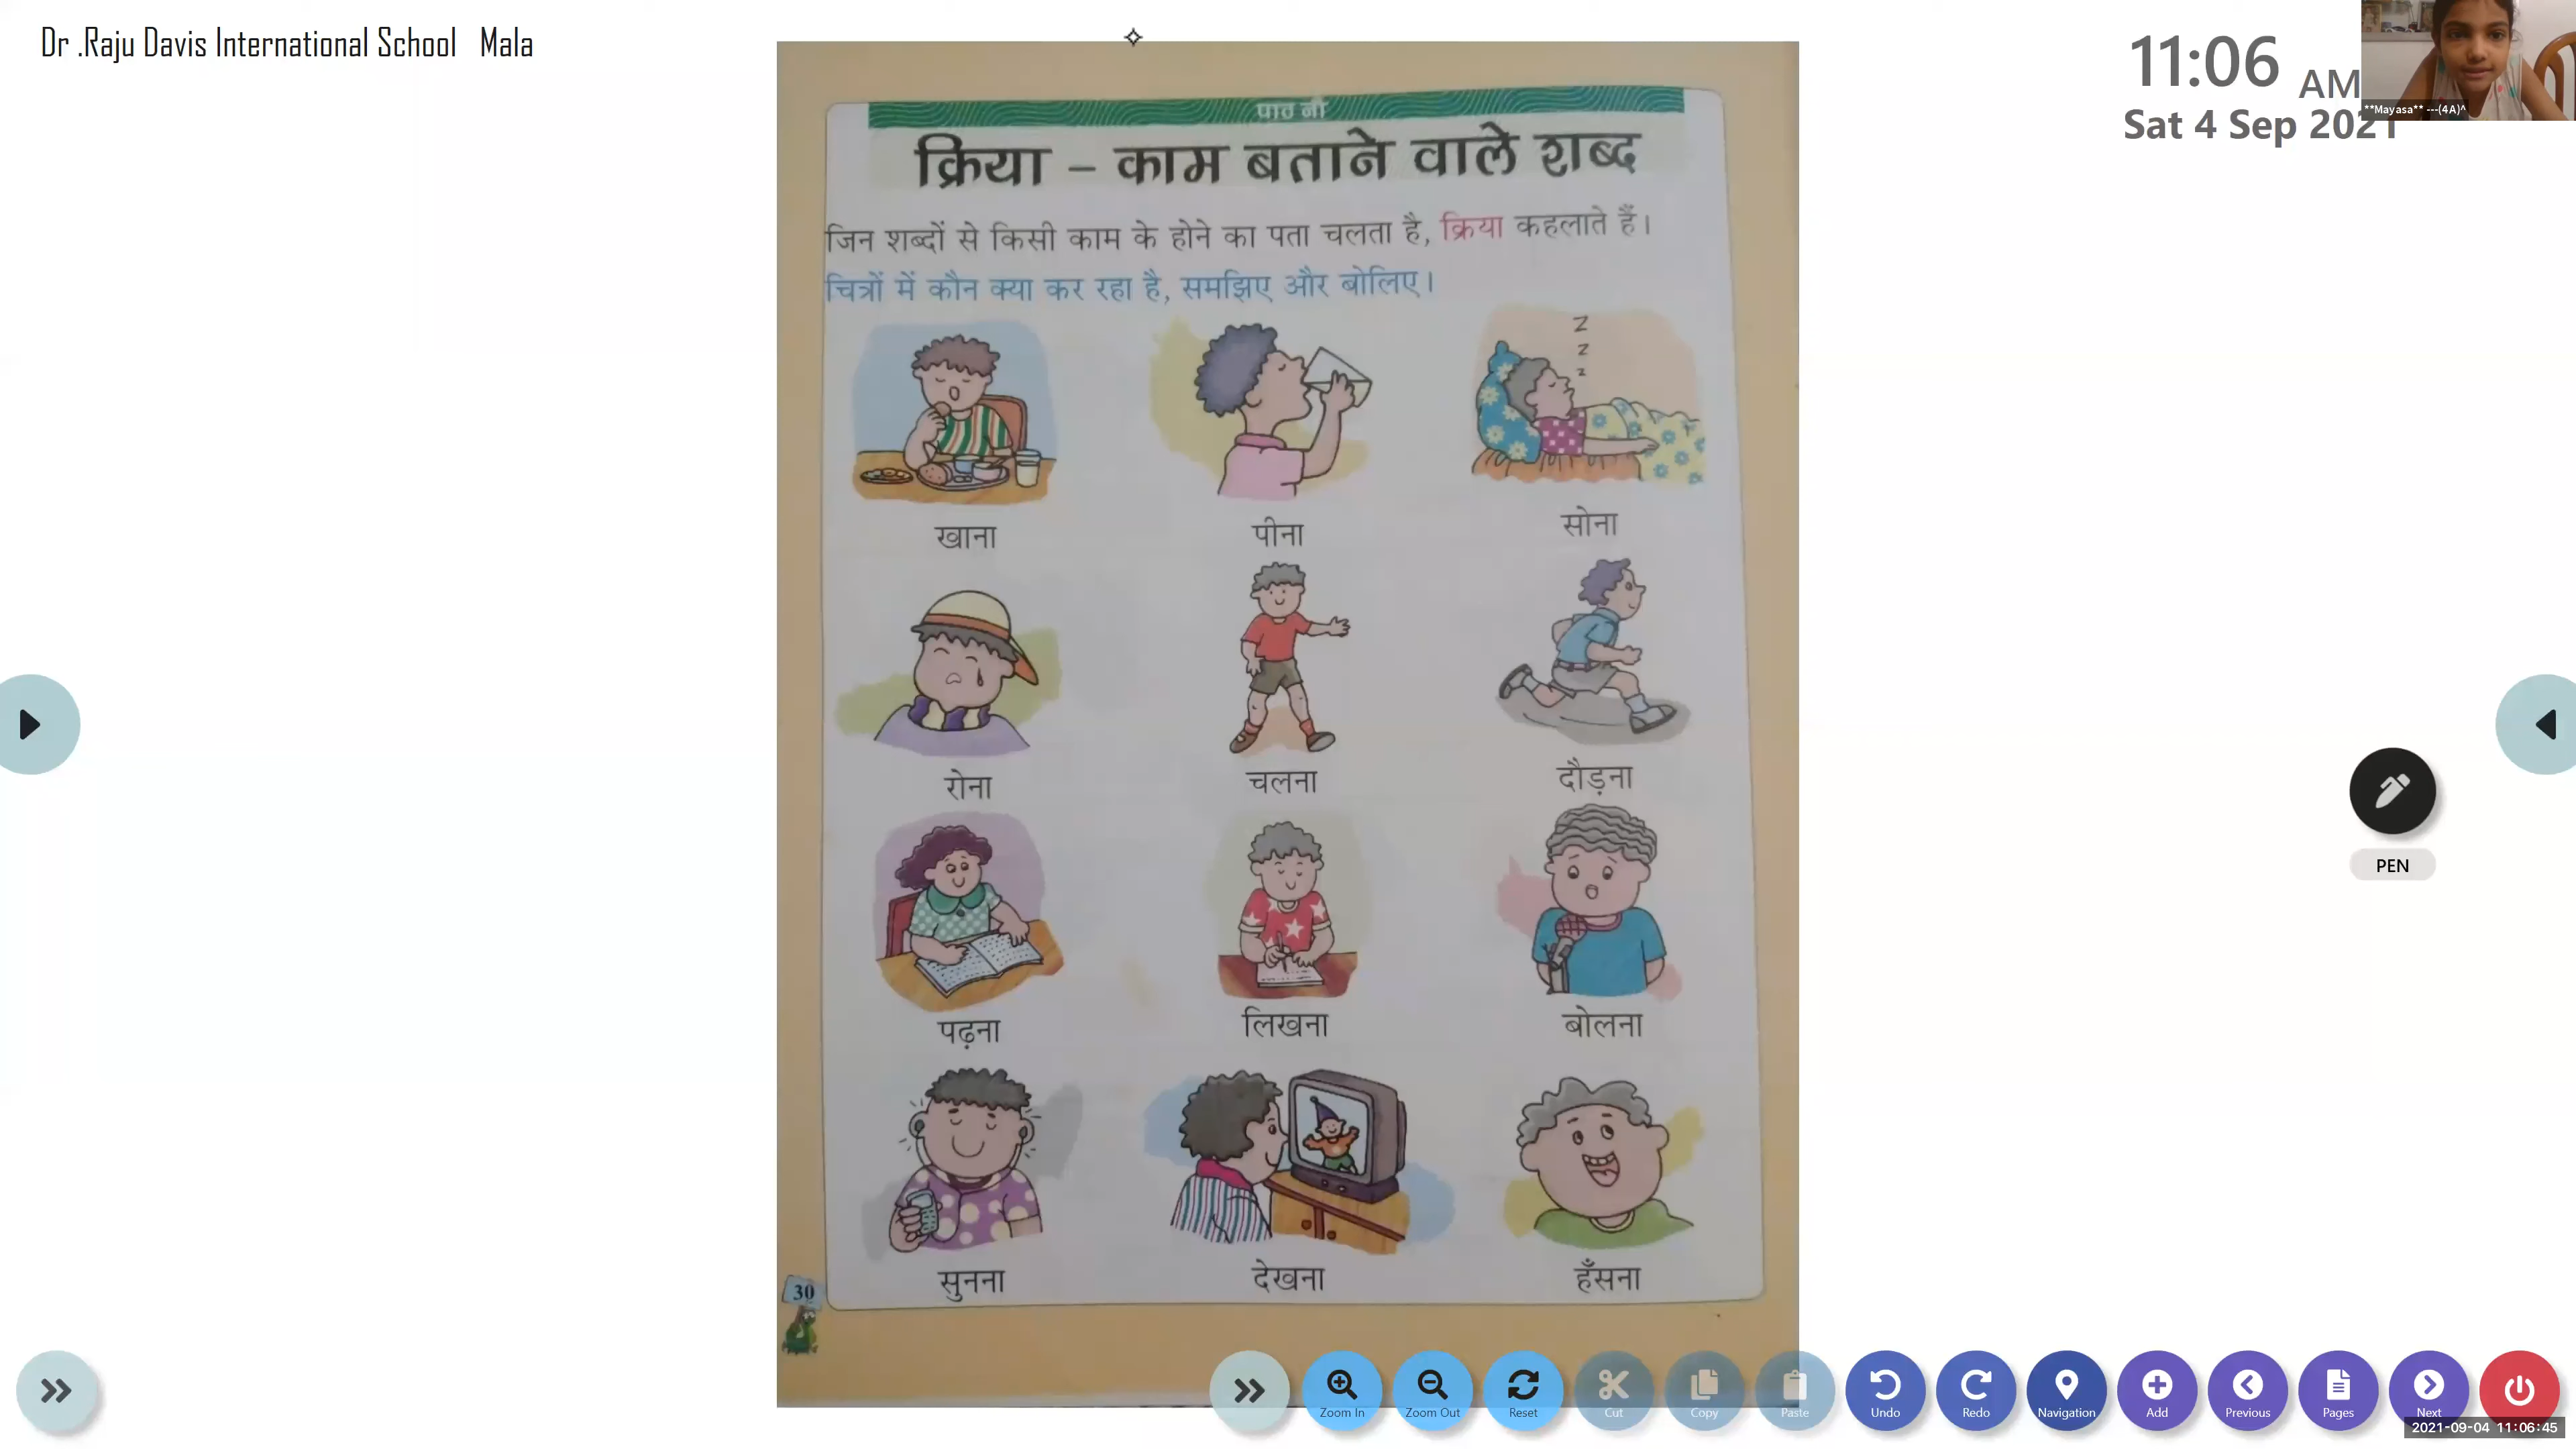 Dr .Raju Davis International School   Mala
11:06 AM
Sat 4 Sep 2021
**Mayasa** ---(4A)^
पाठ नौ
क्रिया – काम बताने वाले शब्द
जिन शब्दों से किसी काम के होने का पता चलता है, क्रिया कहलाते हैं।
चित्रों में कौन क्या कर रहा है, समझिए और बोलिए।
z
z
z
खाना पीना सोना
रोना चलना दौड़ना
पढ़ना लिखना बोलना
सुनना देखना हँसना
30
PEN
Zoom In Zoom Out Reset Cut Copy Paste Undo Redo Navigation Add Previous Pages Next
2021-09-04 11:06:45